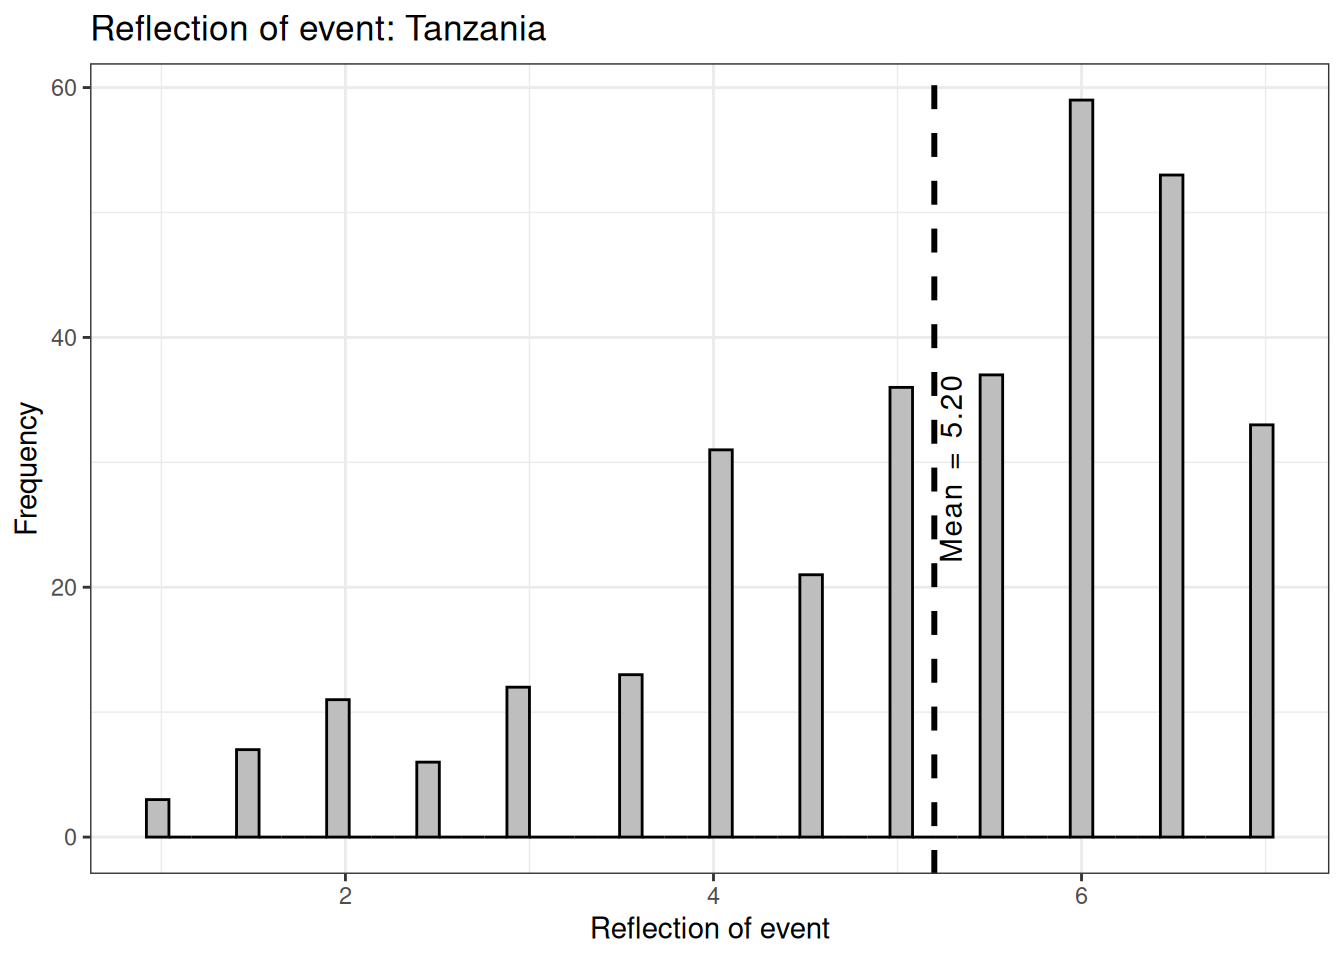 Reflection of event: Tanzania
60
40
20
0
Frequency
Mean = 5.20
2
4
6
Reflection of event